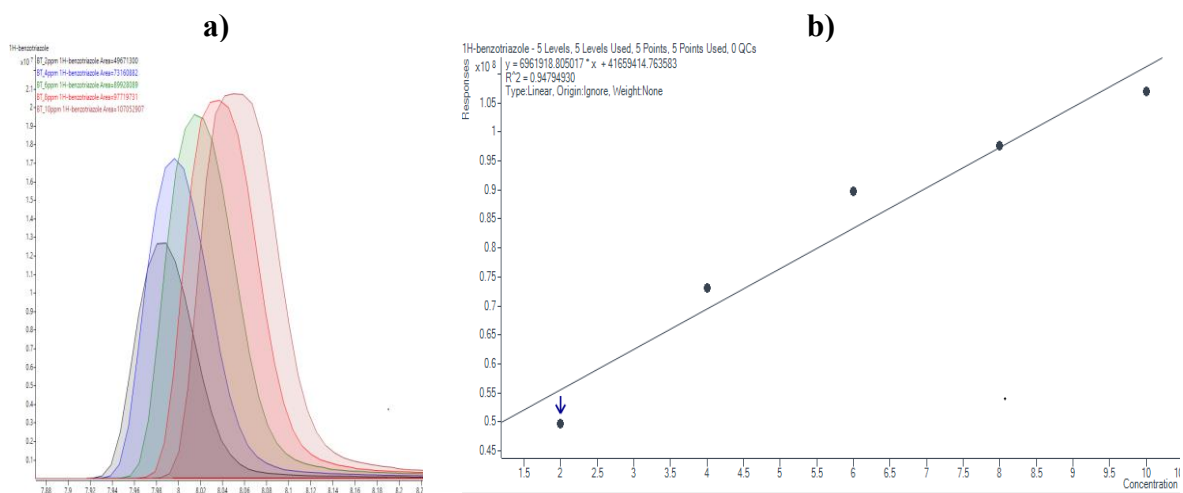 a)
b)
1H-benzotriazole
x10 7
BT_2ppm 1H-benzotriazole Area=49671300
BT_4ppm 1H-benzotriazole Area=73160882
BT_6ppm 1H-benzotriazole Area=89928089
BT_8ppm 1H-benzotriazole Area=97719731
BT_10ppm 1H-benzotriazole Area=107052907
2.1
2
1.9
1.8
1.7
1.6
1.5
1.4
1.3
1.2
1.1
1
0.9
0.8
0.7
0.6
0.5
0.4
0.3
0.2
0.1
7.88 7.9 7.92 7.94 7.96 7.98 8 8.02 8.04 8.06 8.08 8.1 8.12 8.14 8.16 8.18 8.2
1H-benzotriazole - 5 Levels, 5 Levels Used, 5 Points, 5 Points Used, 0 QCs
y = 6961918.805017 * x + 41659414.763583
R^2 = 0.94794930
Type:Linear, Origin:Ignore, Weight:None
Responses
x10 8
1.05
1
0.95
0.9
0.85
0.8
0.75
0.7
0.65
0.6
0.55
0.5
0.45
1.5 2 2.5 3 3.5 4 4.5 5 5.5 6 6.5 7 7.5 8 8.5 9 9.5 10
Concentration